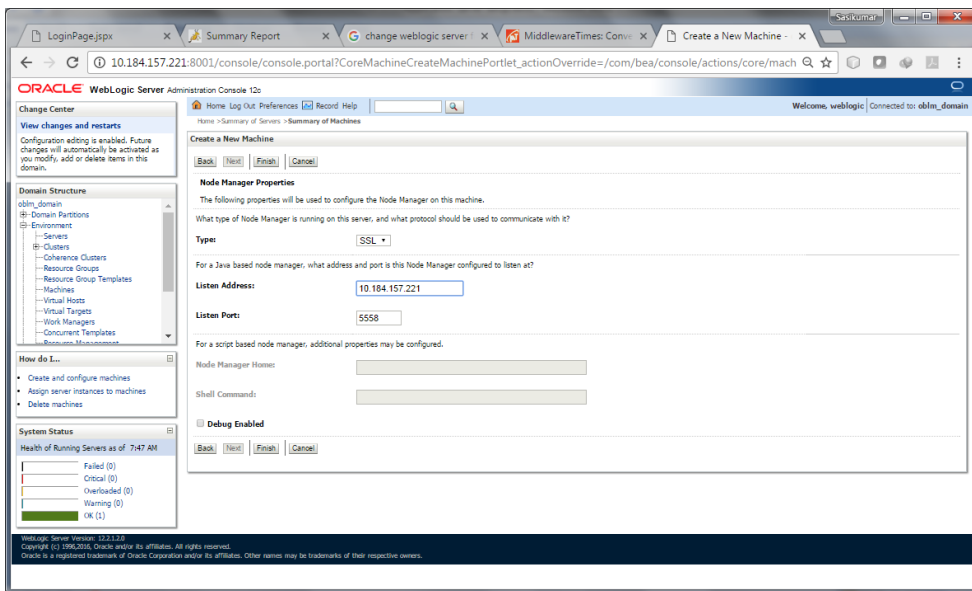 Sasikumar
LoginPage.jspx
Summary Report
change weblogic server f
MiddlewareTimes: Conve
Create a New Machine -
10.184.157.221:8001/console/console.portal?CoreMachineCreateMachinePortlet_actionOverride=/com/bea/console/actions/core/mach
ORACLE WebLogic Server Administration Console 12c
Change Center
View changes and restarts
Configuration editing is enabled. Future
changes will automatically be activated as
you modify, add or delete items in this
domain.
Domain Structure
oblm_domain
Domain Partitions
Environment
Servers
Clusters
Coherence Clusters
Resource Groups
Resource Group Templates
Machines
Virtual Hosts
Virtual Targets
Work Managers
Concurrent Templates
Resource Management
How do I...
Create and configure machines
Assign server instances to machines
Delete machines
System Status
Health of Running Servers as of 7:47 AM
Failed (0)
Critical (0)
Overloaded (0)
Warning (0)
OK (1)
Home Log Out Preferences Record Help
Welcome, weblogic Connected to: oblm_domain
Home >Summary of Servers >Summary of Machines
Create a New Machine
Back Next Finish Cancel
Node Manager Properties
The following properties will be used to configure the Node Manager on this machine.
What type of Node Manager is running on this server, and what protocol should be used to communicate with it?
Type: SSL
For a Java based node manager, what address and port is this Node Manager configured to listen at?
Listen Address: 10.184.157.221
Listen Port: 5558
For a script based node manager, additional properties may be configured.
Node Manager Home:
Shell Command:
Debug Enabled
Back Next Finish Cancel
WebLogic Server Version: 12.2.1.2.0
Copyright (c) 1996,2016, Oracle and/or its affiliates. All rights reserved.
Oracle is a registered trademark of Oracle Corporation and/or its affiliates. Other names may be trademarks of their respective owners.